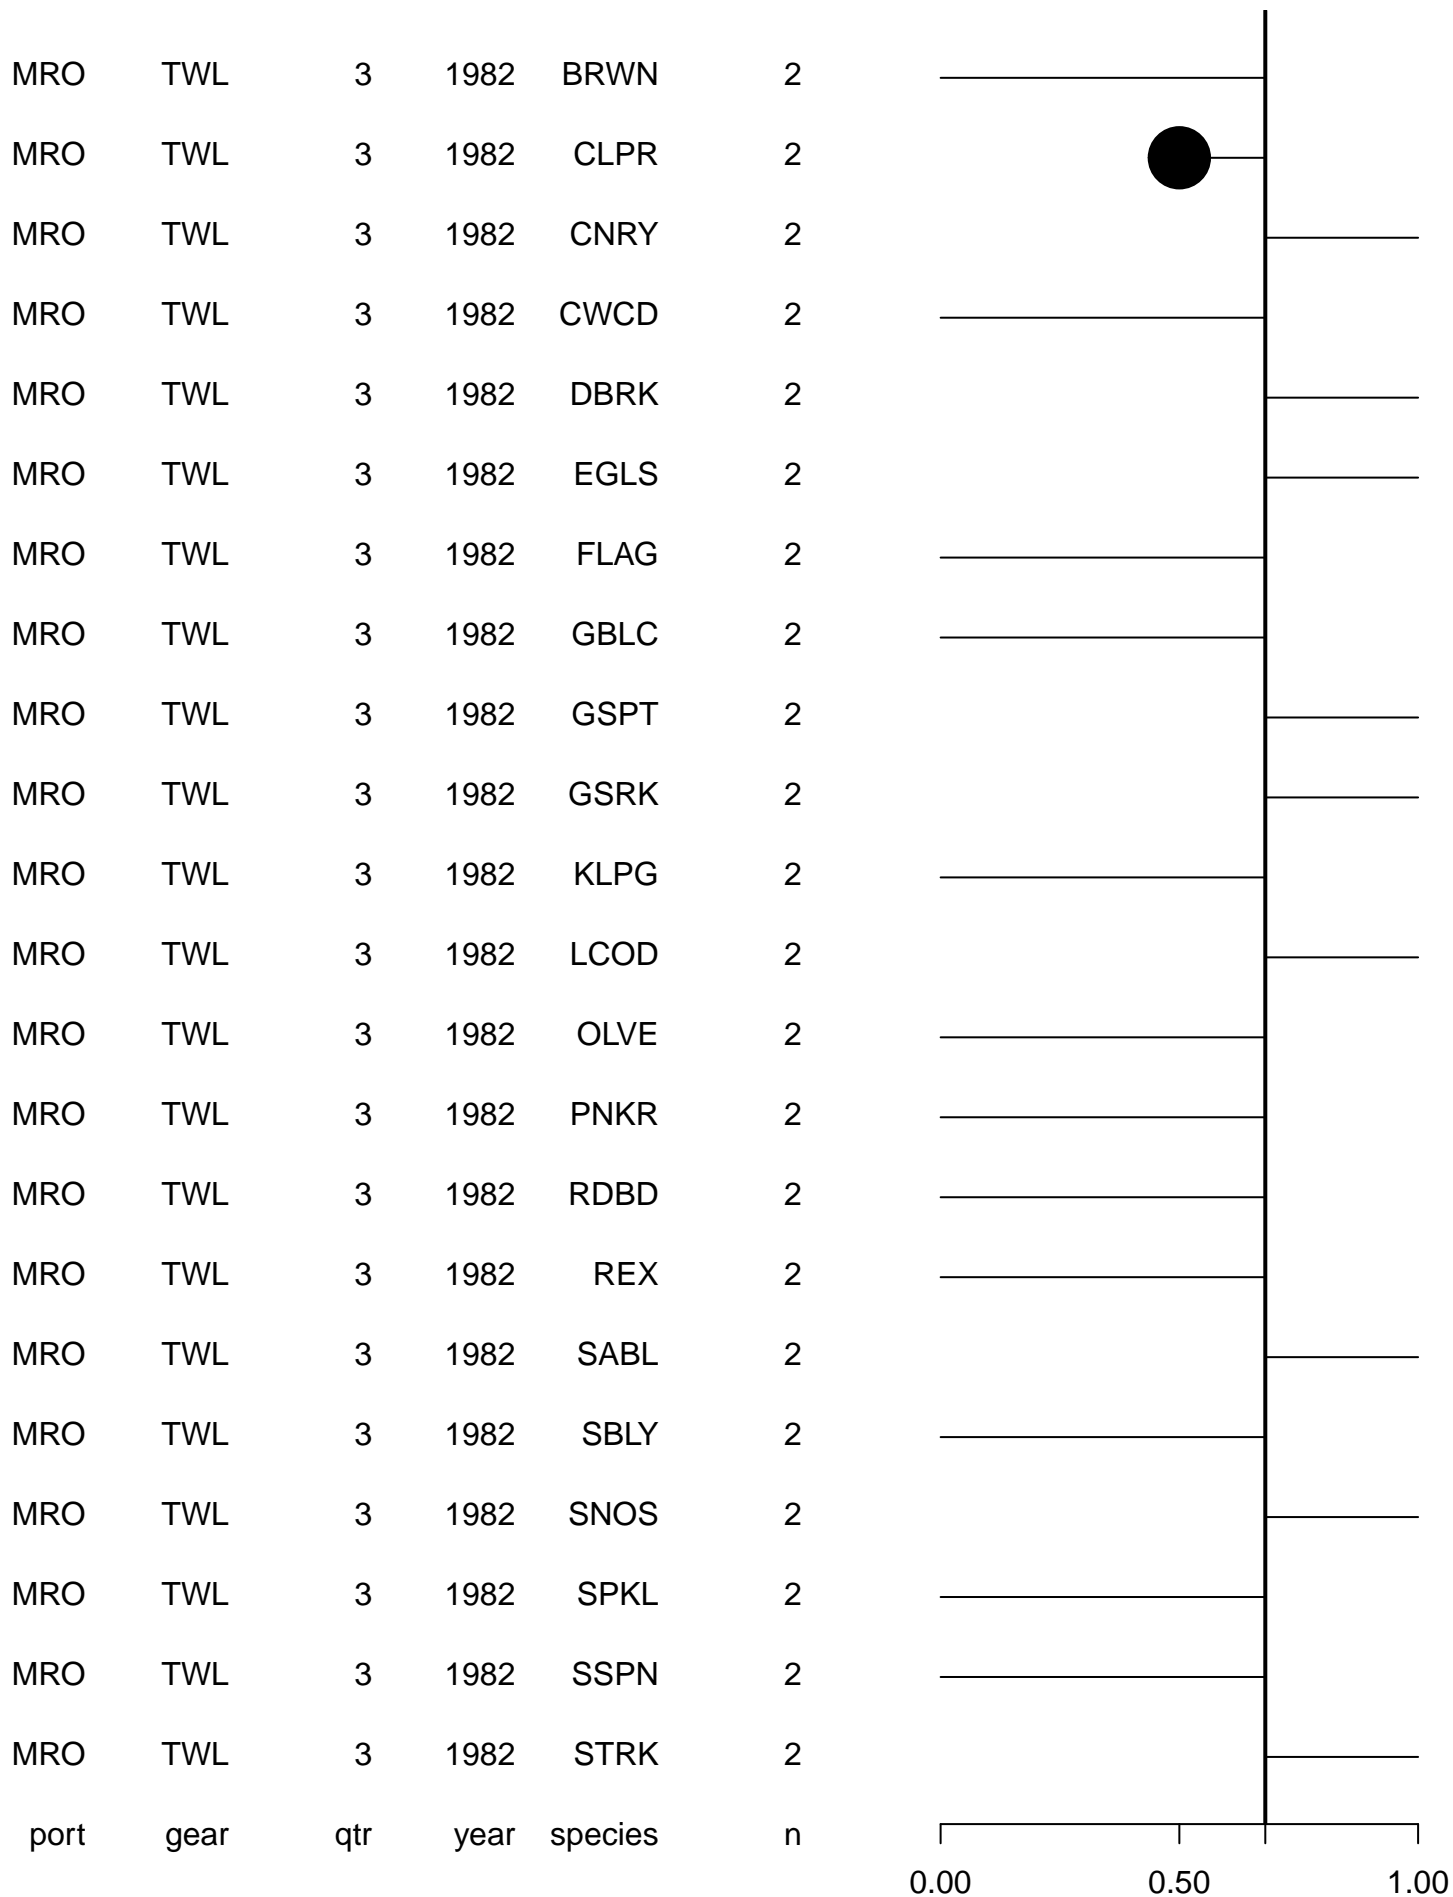 MRO TWL 3 1982 BRWN 2
MRO TWL 3 1982 CLPR 2
MRO TWL 3 1982 CNRY 2
MRO TWL 3 1982 CWCD 2
MRO TWL 3 1982 DBRK 2
MRO TWL 3 1982 EGLS 2
MRO TWL 3 1982 FLAG 2
MRO TWL 3 1982 GBLC 2
MRO TWL 3 1982 GSPT 2
MRO TWL 3 1982 GSRK 2
MRO TWL 3 1982 KLPG 2
MRO TWL 3 1982 LCOD 2
MRO TWL 3 1982 OLVE 2
MRO TWL 3 1982 PNKR 2
MRO TWL 3 1982 RDBD 2
MRO TWL 3 1982 REX 2
MRO TWL 3 1982 SABL 2
MRO TWL 3 1982 SBLY 2
MRO TWL 3 1982 SNOS 2
MRO TWL 3 1982 SPKL 2
MRO TWL 3 1982 SSPN 2
MRO TWL 3 1982 STRK 2
port gear qtr year species n
0.00 0.50 1.00